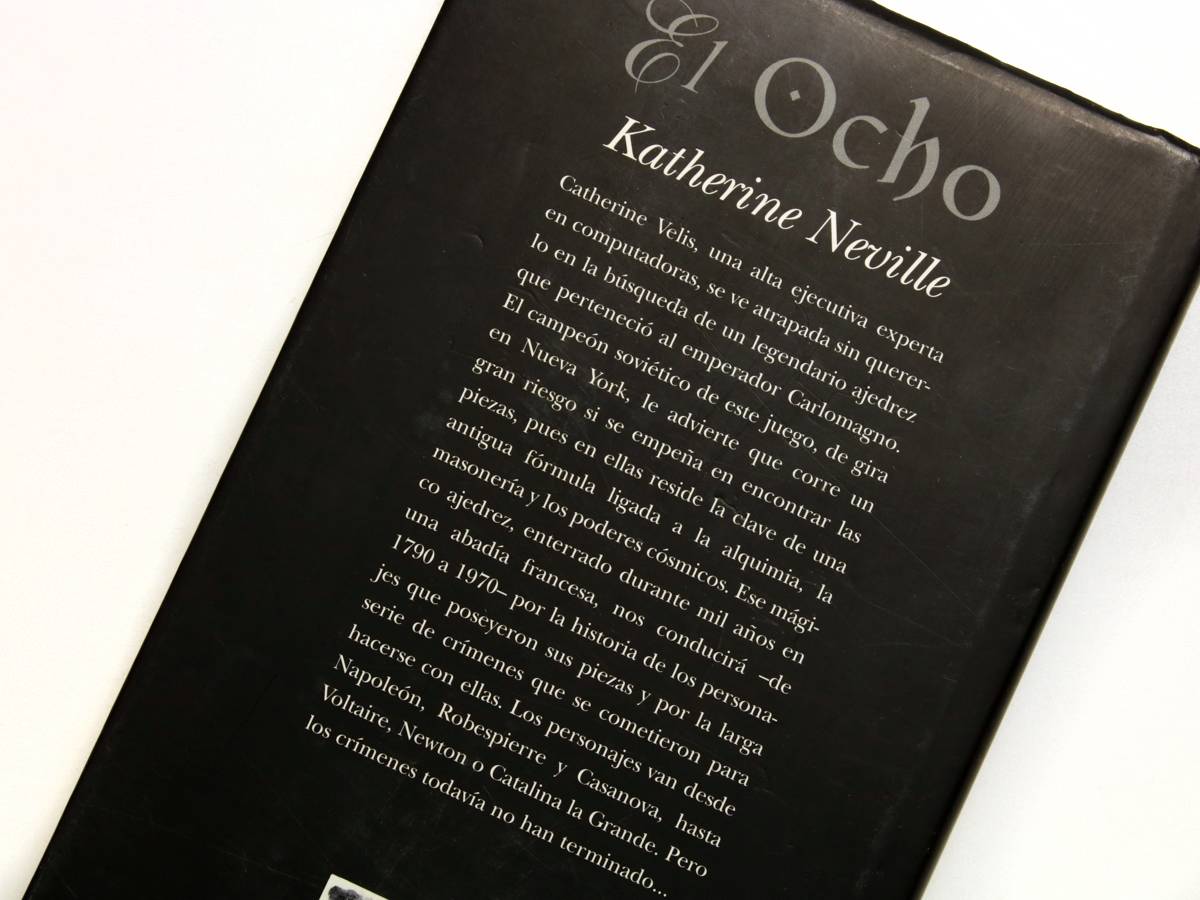 El Ocho
Katherine Neville
Catherine Velis, una alta ejecutiva experta
en computadoras, se ve atrapada sin querer-
lo en la búsqueda de un legendario ajedrez
que perteneció al emperador Carlomagno.
El campeón soviético de este juego, de gira
en Nueva York, le advierte que corre un
gran riesgo si se empeña en encontrar las
piezas, pues en ellas reside la clave de una
antigua fórmula ligada a la alquimia, la
masonería y los poderes cósmicos. Ese mági-
co ajedrez, enterrado durante mil años en
una abadía francesa, nos conducirá –de
1790 a 1970– por la historia de los persona-
jes que poseyeron sus piezas y por la larga
serie de crímenes que se cometieron para
hacerse con ellas. Los personajes van desde
Napoleón, Robespierre y Casanova, hasta
Voltaire, Newton o Catalina la Grande. Pero
los crímenes todavía no han terminado...